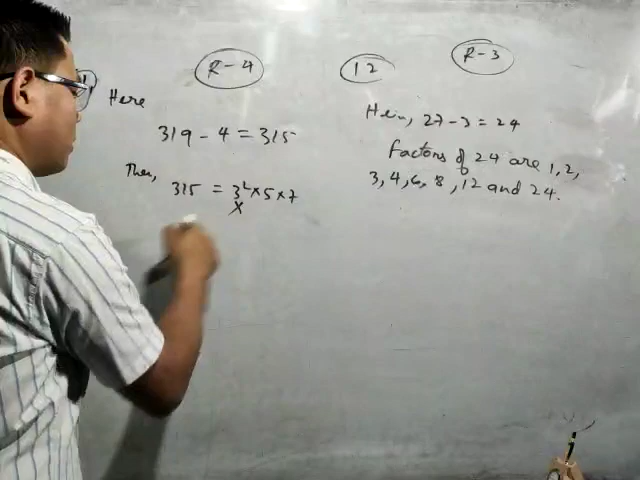 R-4
Here
319 - 4 = 315
Then,
315 = 3² × 5 × 7
x
12
R-3
Here, 27 - 3 = 24
Factors of 24 are 1, 2,
3, 4, 6, 8, 12 and 24.